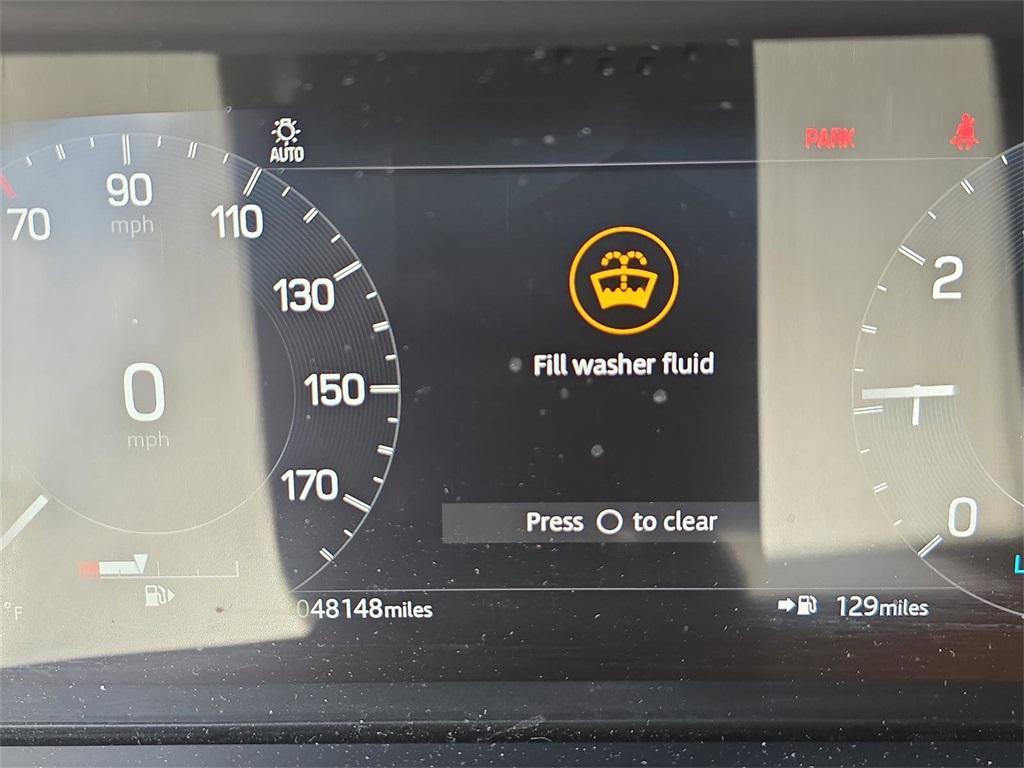 AUTO
PARK
90
mph
70
110
130
2
Fill washer fluid
150
0
mph
170
Press O to clear
0
°F
048148miles
129miles